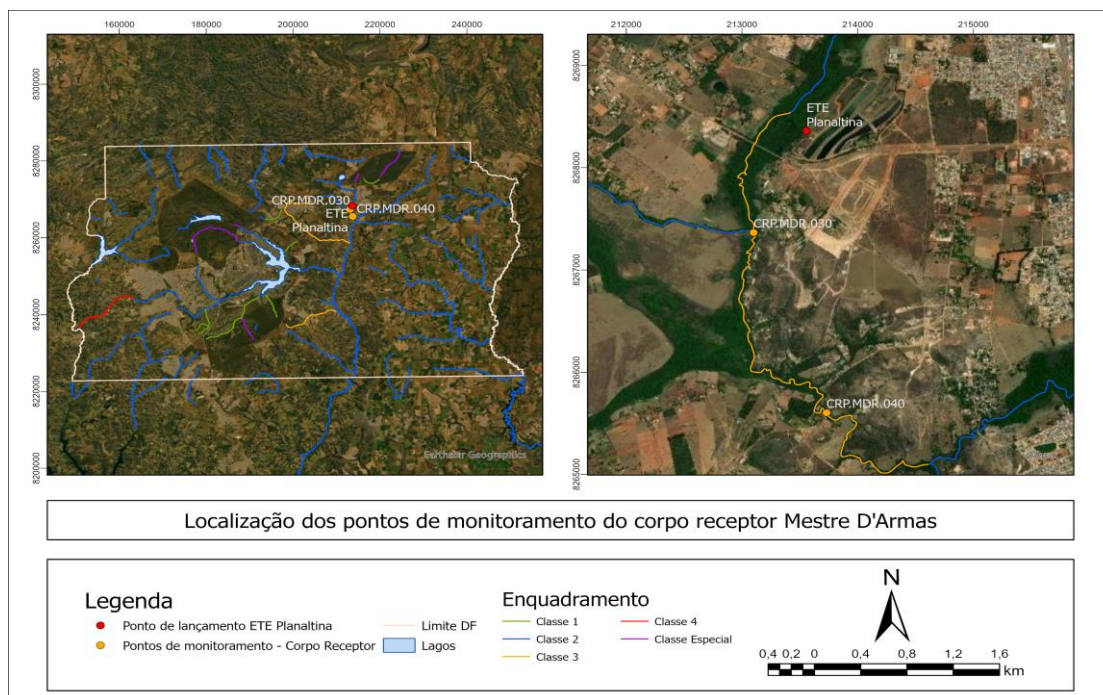 160000 180000 200000 220000 240000
212000 213000 214000 215000
8300000
8280000
8260000
8240000
8220000
8200000
CRP.MDR.030
CRP.MDR.040
ETE
Planaltina
Earthstar Geographics
8269000
8268000
8267000
8266000
8265000
ETE
Planaltina
CRP.MDR.030
CRP.MDR.040
Localização dos pontos de monitoramento do corpo receptor Mestre D'Armas
Legenda
Ponto de lançamento ETE Planaltina
Pontos de monitoramento - Corpo Receptor
Limite DF
Lagos
Enquadramento
Classe 1
Classe 2
Classe 3
Classe 4
Classe Especial
N
0,4 0,2 0 0,4 0,8 1,2 1,6
km